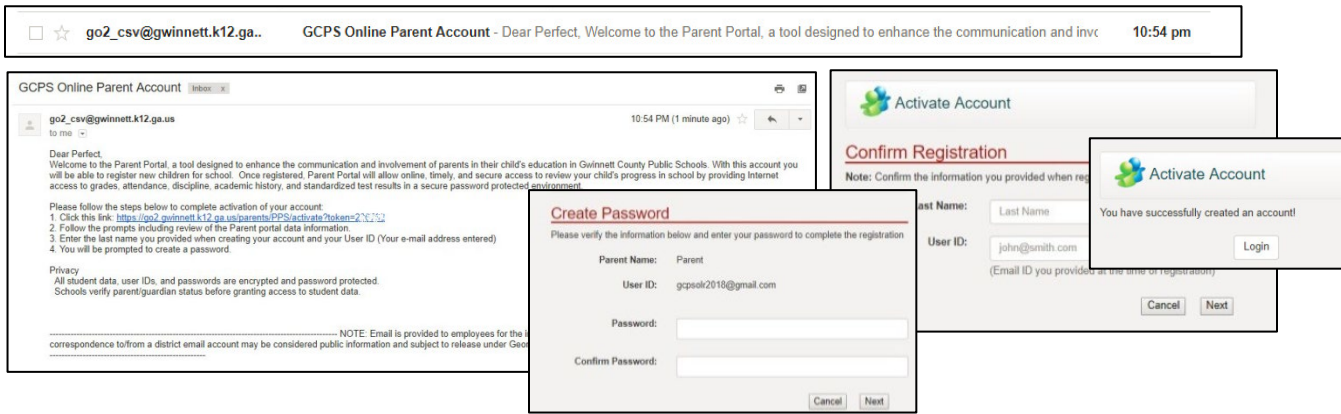 go2_csv@gwinnett.k12.ga.. GCPS Online Parent Account - Dear Perfect, Welcome to the Parent Portal, a tool designed to enhance the communication and invo 10:54 pm
GCPS Online Parent Account Inbox x
go2_csv@gwinnett.k12.ga.us 10:54 PM (1 minute ago)
to me
Dear Perfect,
Welcome to the Parent Portal, a tool designed to enhance the communication and involvement of parents in their child's education in Gwinnett County Public Schools. With this account you
will be able to register new children for school. Once registered, Parent Portal will allow online, timely, and secure access to review your child's progress in school by providing Internet
access to grades, attendance, discipline, academic history, and standardized test results in a secure password protected environment.
Please follow the steps below to complete activation of your account:
1. Click this link: https://go2.gwinnett.k12.ga.us/parents/PPS/activate?token=
2. Follow the prompts including review of the Parent portal data information.
3. Enter the last name you provided when creating your account and your User ID (Your e-mail address entered)
4. You will be prompted to create a password.
Privacy
All student data, user IDs, and passwords are encrypted and password protected.
Schools verify parent/guardian status before granting access to student data.
NOTE: Email is provided to employees for the
correspondence to/from a district email account may be considered public information and subject to release under
Create Password
Please verify the information below and enter your password to complete the registration
Parent Name: Parent
User ID: gcpsolr2018@gmail.com
Password:
Confirm Password:
Cancel Next
Activate Account
Confirm Registration
Note: Confirm the information you provided when
Last Name: Last Name
User ID: john@smith.com
(Email ID you provided at the time of registration)
Cancel Next
Activate Account
You have successfully created an account!
Login